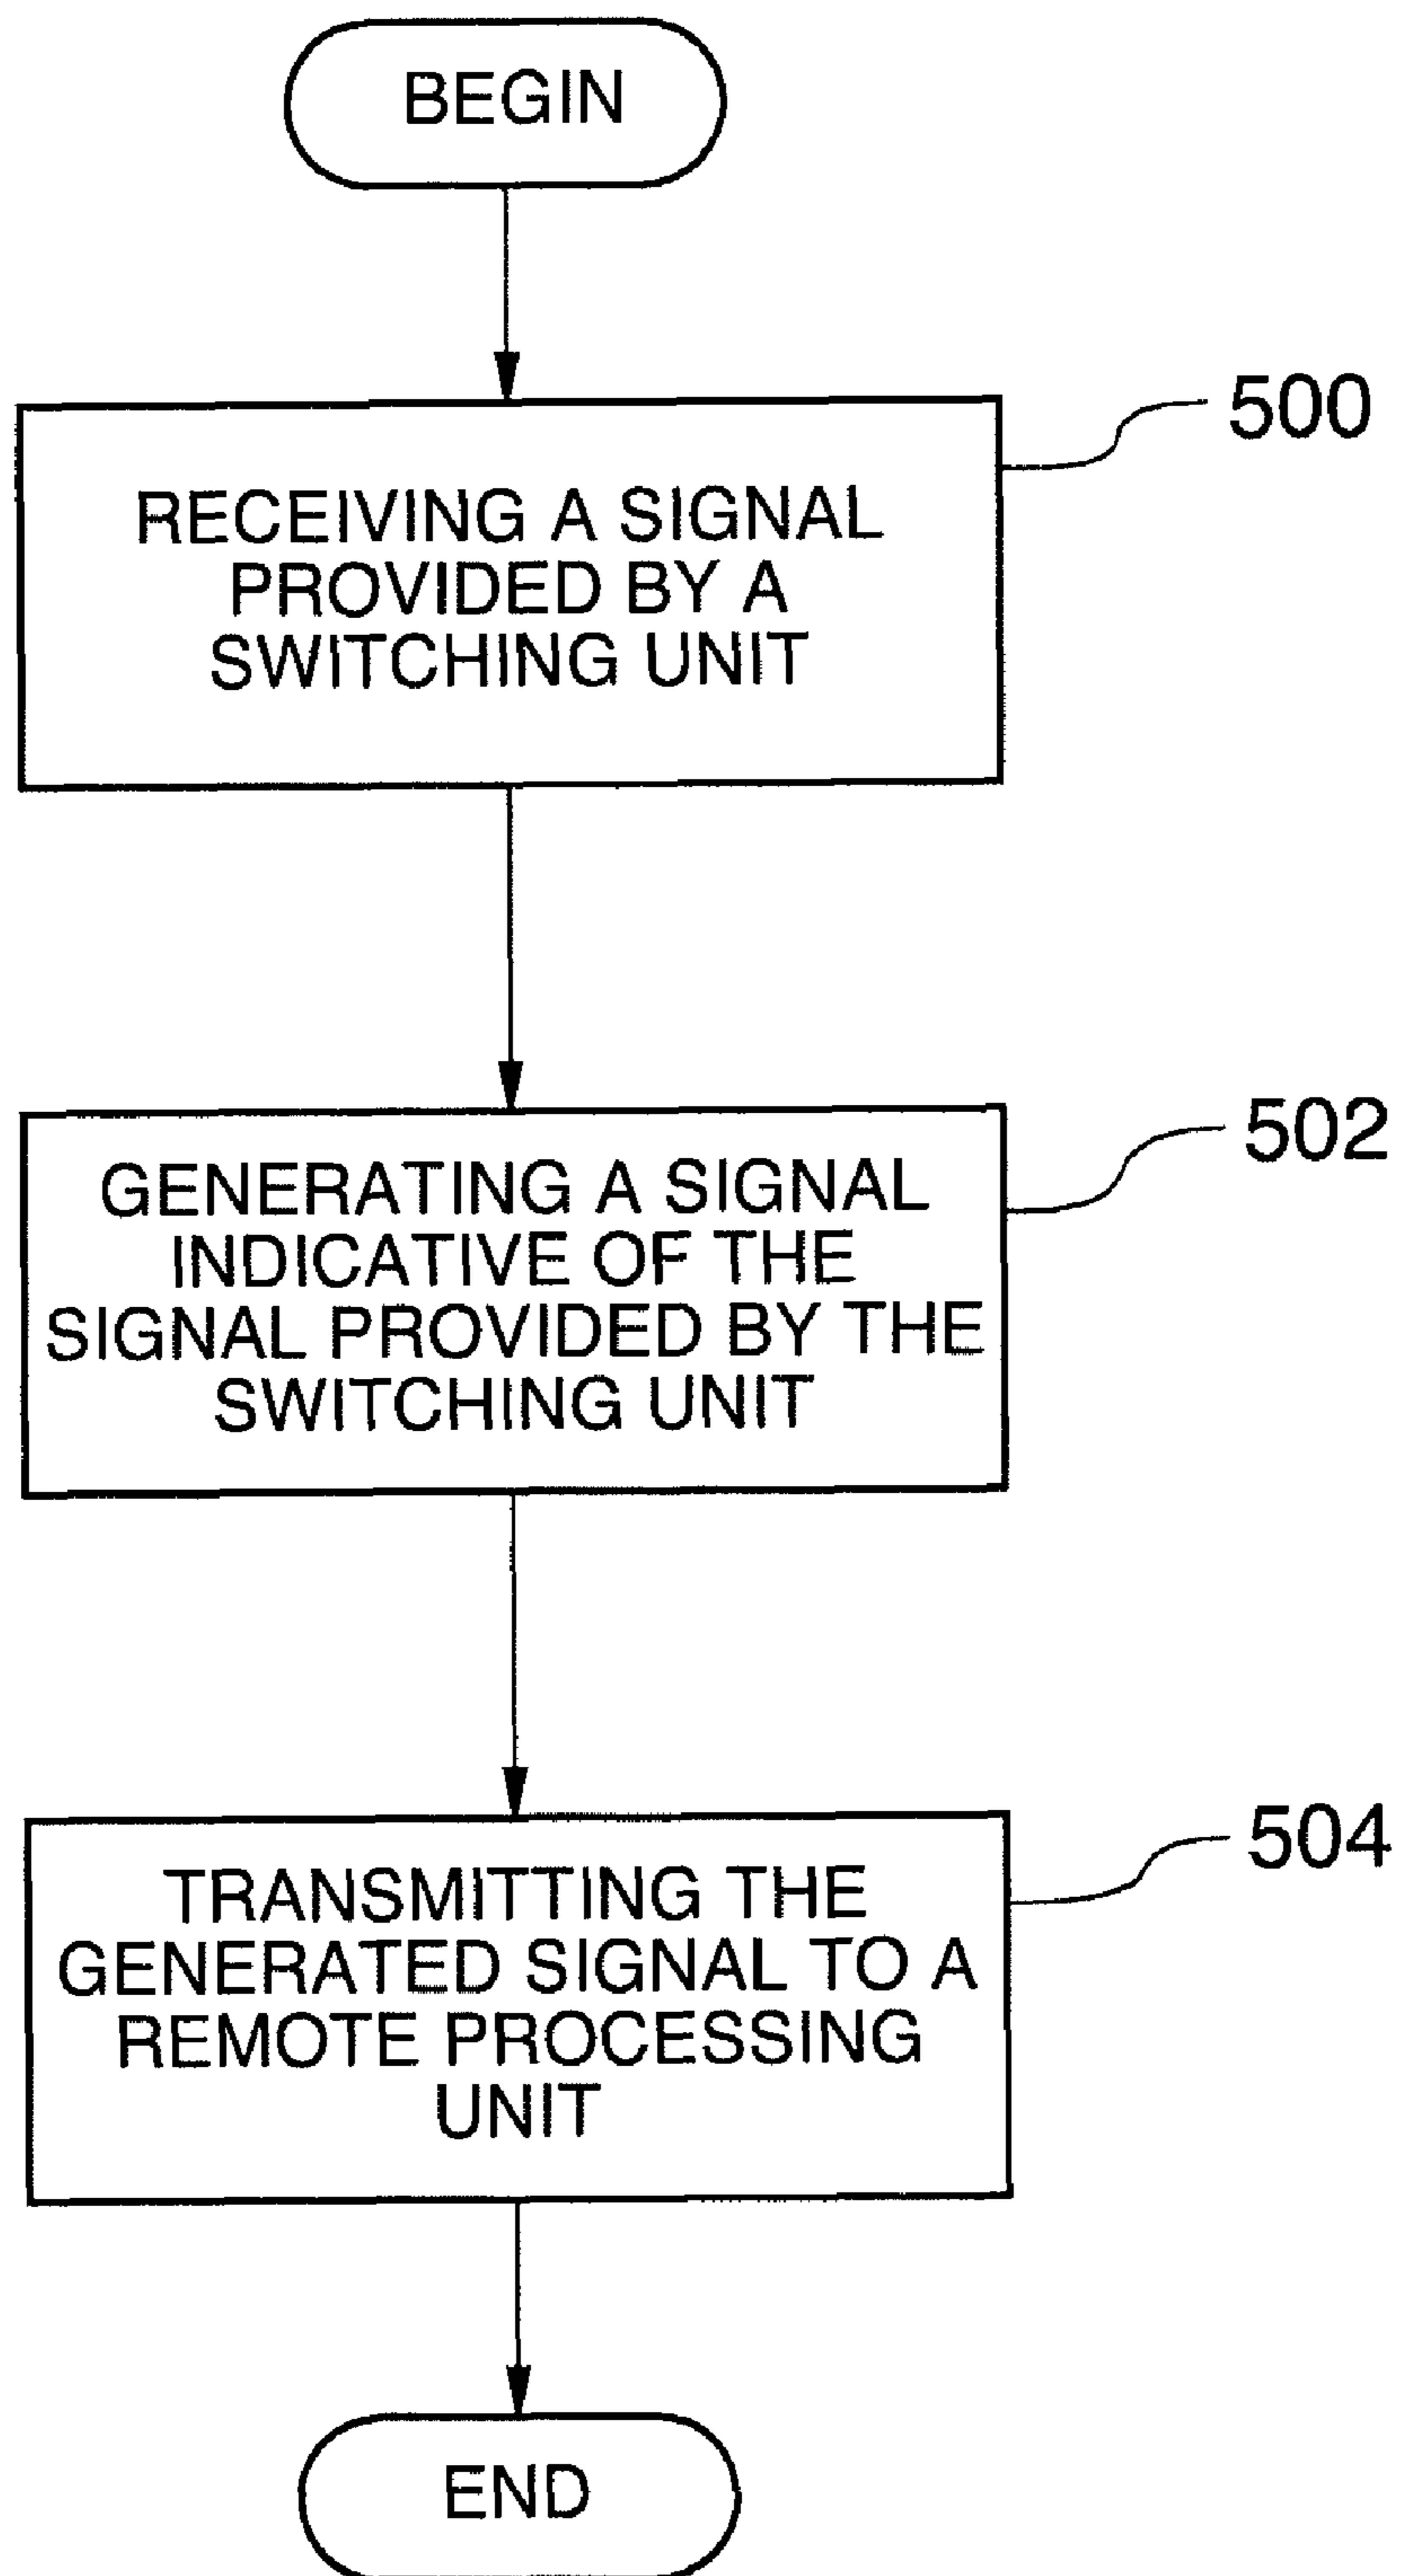 BEGIN
500
RECEIVING A SIGNAL
PROVIDED BY A
SWITCHING UNIT
502
GENERATING A SIGNAL
INDICATIVE OF THE
SIGNAL PROVIDED BY THE
SWITCHING UNIT
504
TRANSMITTING THE
GENERATED SIGNAL TO A
REMOTE PROCESSING
UNIT
END